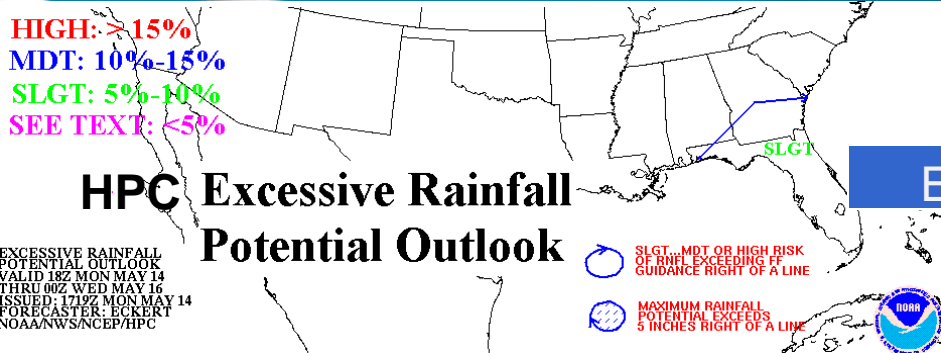 HIGH: > 15%
MDT: 10%-15%
SLGT: 5%-10%
SEE TEXT: <5%
SLGT
HPC Excessive Rainfall
Potential Outlook
E
EXCESSIVE RAINFALL
POTENTIAL OUTLOOK
VALID 18Z MON MAY 14
THRU 00Z WED MAY 16
ISSUED: 1719Z MON MAY 14
FORECASTER: ECKERT
NOAA/NWS/NCEP/HPC
SLGT...MDT OR HIGH RISK
OF RNFL EXCEEDING FF
GUIDANCE RIGHT OF A LINE
MAXIMUM RAINFALL
POTENTIAL EXCEEDS
5 INCHES RIGHT OF A LINE
NOAA